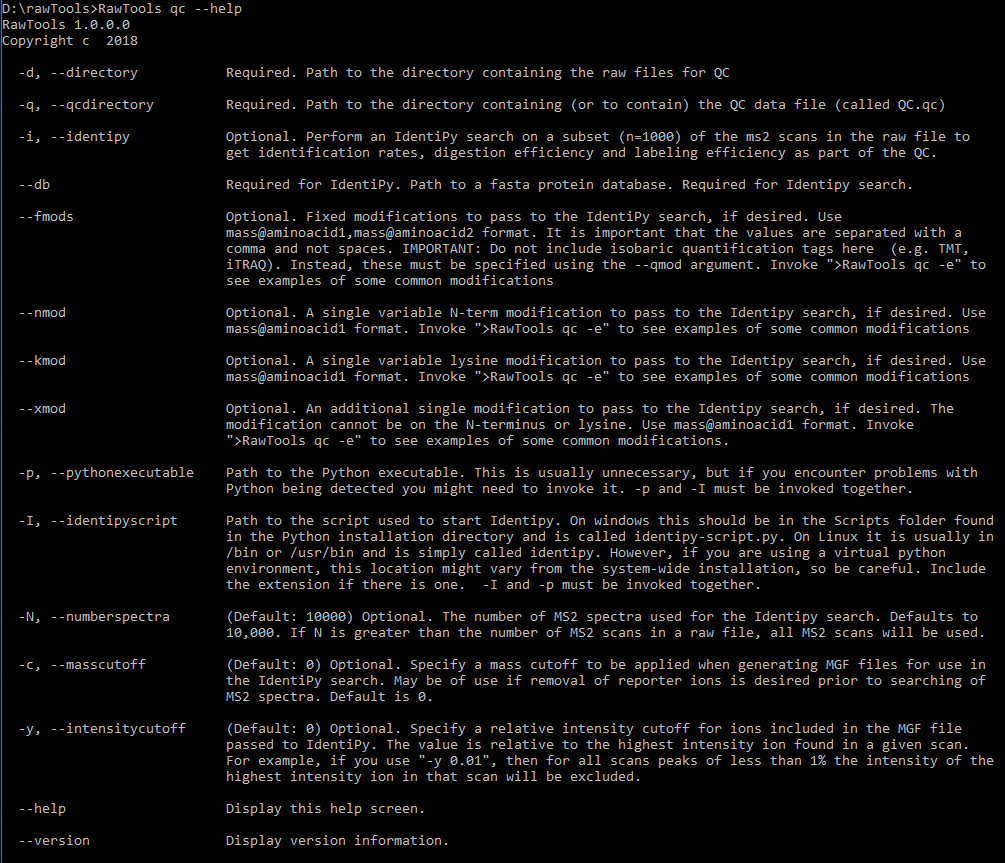 D:\rawTools>RawTools qc --help
RawTools 1.0.0.0
Copyright c  2018
-d, --directory Required. Path to the directory containing the raw files for QC
-q, --qcdirectory Required. Path to the directory containing (or to contain) the QC data file (called QC.qc)
-i, --identipy Optional. Perform an IdentiPy search on a subset (n=1000) of the ms2 scans in the raw file to
get identification rates, digestion efficiency and labeling efficiency as part of the QC.
--db Required for IdentiPy. Path to a fasta protein database. Required for Identipy search.
--fmods Optional. Fixed modifications to pass to the IdentiPy search, if desired. Use
mass@aminoacid1,mass@aminoacid2 format. It is important that the values are separated with a
comma and not spaces. IMPORTANT: Do not include isobaric quantification tags here  (e.g. TMT,
iTRAQ). Instead, these must be specified using the --qmod argument. Invoke ">RawTools qc -e" to
see examples of some common modifications
--nmod Optional. A single variable N-term modification to pass to the Identipy search, if desired. Use
mass@aminoacid1 format. Invoke ">RawTools qc -e" to see examples of some common modifications
--kmod Optional. A single variable lysine modification to pass to the Identipy search, if desired. Use
mass@aminoacid1 format. Invoke ">RawTools qc -e" to see examples of some common modifications
--xmod Optional. An additional single modification to pass to the Identipy search, if desired. The
modification cannot be on the N-terminus or lysine. Use mass@aminoacid1 format. Invoke
">RawTools qc -e" to see examples of some common modifications.
-p, --pythonexecutable Path to the Python executable. This is usually unnecessary, but if you encounter problems with
Python being detected you might need to invoke it. -p and -I must be invoked together.
-I, --identipyscript Path to the script used to start Identipy. On windows this should be in the Scripts folder found
in the Python installation directory and is called identipy-script.py. On Linux it is usually in
/bin or /usr/bin and is simply called identipy. However, if you are using a virtual python
environment, this location might vary from the system-wide installation, so be careful. Include
the extension if there is one.  -I and -p must be invoked together.
-N, --numberspectra (Default: 10000) Optional. The number of MS2 spectra used for the Identipy search. Defaults to
10,000. If N is greater than the number of MS2 scans in a raw file, all MS2 scans will be used.
-c, --masscutoff (Default: 0) Optional. Specify a mass cutoff to be applied when generating MGF files for use in
the IdentiPy search. May be of use if removal of reporter ions is desired prior to searching of
MS2 spectra. Default is 0.
-y, --intensitycutoff (Default: 0) Optional. Specify a relative intensity cutoff for ions included in the MGF file
passed to IdentiPy. The value is relative to the highest intensity ion found in a given scan.
For example, if you use "-y 0.01", then for all scans peaks of less than 1% the intensity of the
highest intensity ion in that scan will be excluded.
--help Display this help screen.
--version Display version information.